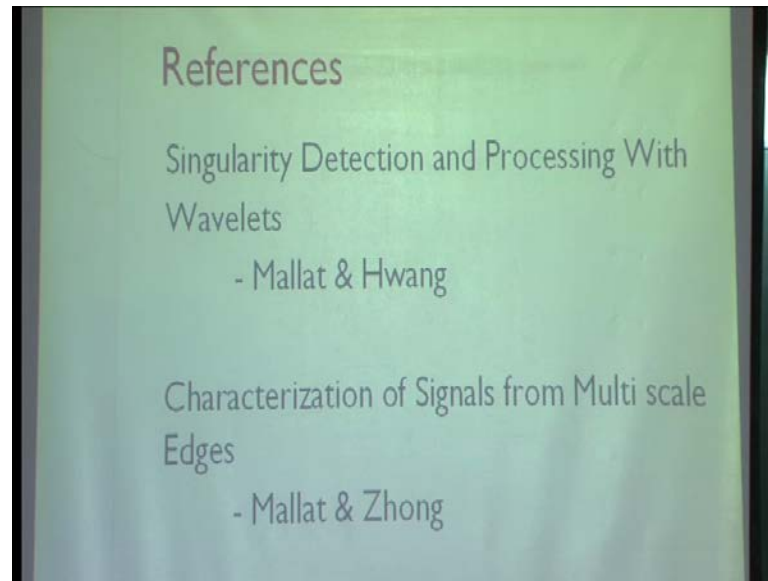 References
Singularity Detection and Processing With
Wavelets
- Mallat & Hwang
Characterization of Signals from Multi scale
Edges
- Mallat & Zhong